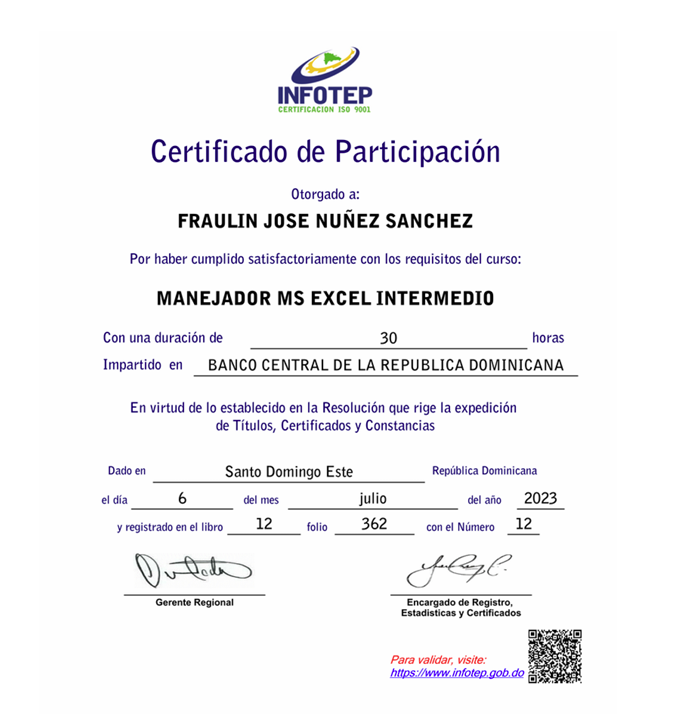 INFOTEP
CERTIFICACION ISO 9001
Certificado de Participación
Otorgado a:
FRAULIN JOSE NUÑEZ SANCHEZ
Por haber cumplido satisfactoriamente con los requisitos del curso:
MANEJADOR MS EXCEL INTERMEDIO
Con una duración de 30 horas
Impartido en BANCO CENTRAL DE LA REPUBLICA DOMINICANA
En virtud de lo establecido en la Resolución que rige la expedición
de Títulos, Certificados y Constancias
Dado en Santo Domingo Este República Dominicana
el día 6 del mes julio del año 2023
y registrado en el libro 12 folio 362 con el Número 12
Gerente Regional
Encargado de Registro,
Estadisticas y Certificados
Para validar, visite:
https://www.infotep.gob.do